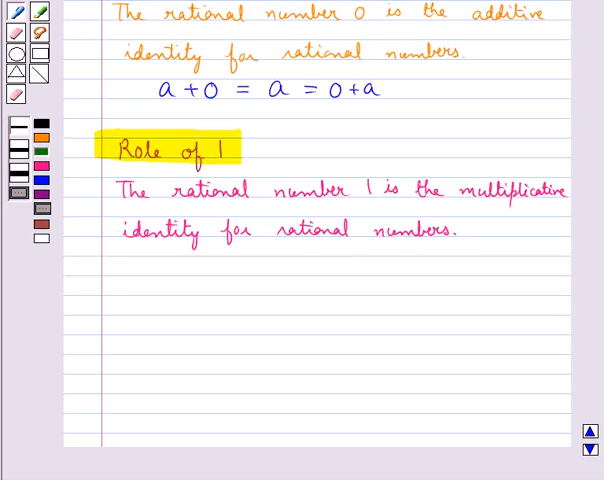 The rational number 0 is the additive
identity for rational numbers.
a + 0 = a = 0 + a
Role of 1
The rational number 1 is the multiplicative
identity for rational numbers.